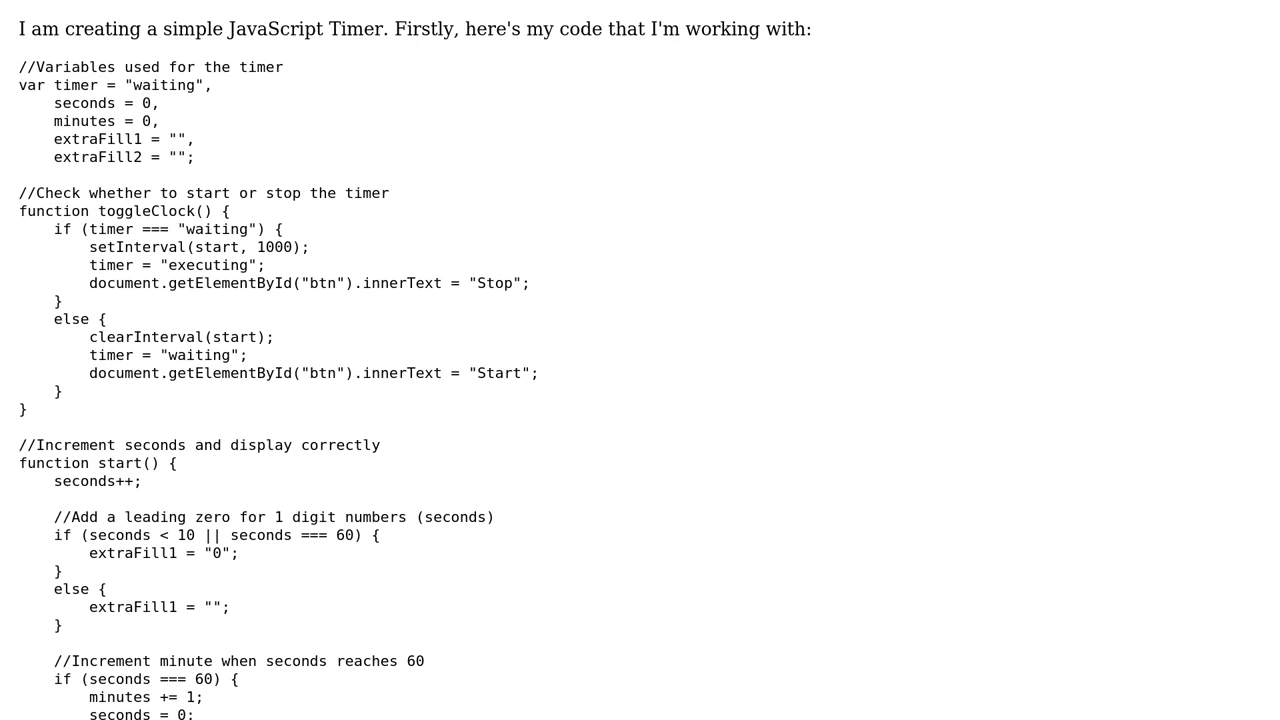 I am creating a simple JavaScript Timer. Firstly, here's my code that I'm working with:
//Variables used for the timer
var timer = "waiting",
    seconds = 0,
    minutes = 0,
    extraFill1 = "",
    extraFill2 = "";
//Check whether to start or stop the timer
function toggleClock() {
    if (timer === "waiting") {
        setInterval(start, 1000);
        timer = "executing";
        document.getElementById("btn").innerText = "Stop";
    }
    else {
        clearInterval(start);
        timer = "waiting";
        document.getElementById("btn").innerText = "Start";
    }
}
//Increment seconds and display correctly
function start() {
    seconds++;
    //Add a leading zero for 1 digit numbers (seconds)
    if (seconds < 10 || seconds === 60) {
        extraFill1 = "0";
    }
    else {
        extraFill1 = "";
    }
    //Increment minute when seconds reaches 60
    if (seconds === 60) {
        minutes += 1;
        seconds = 0;